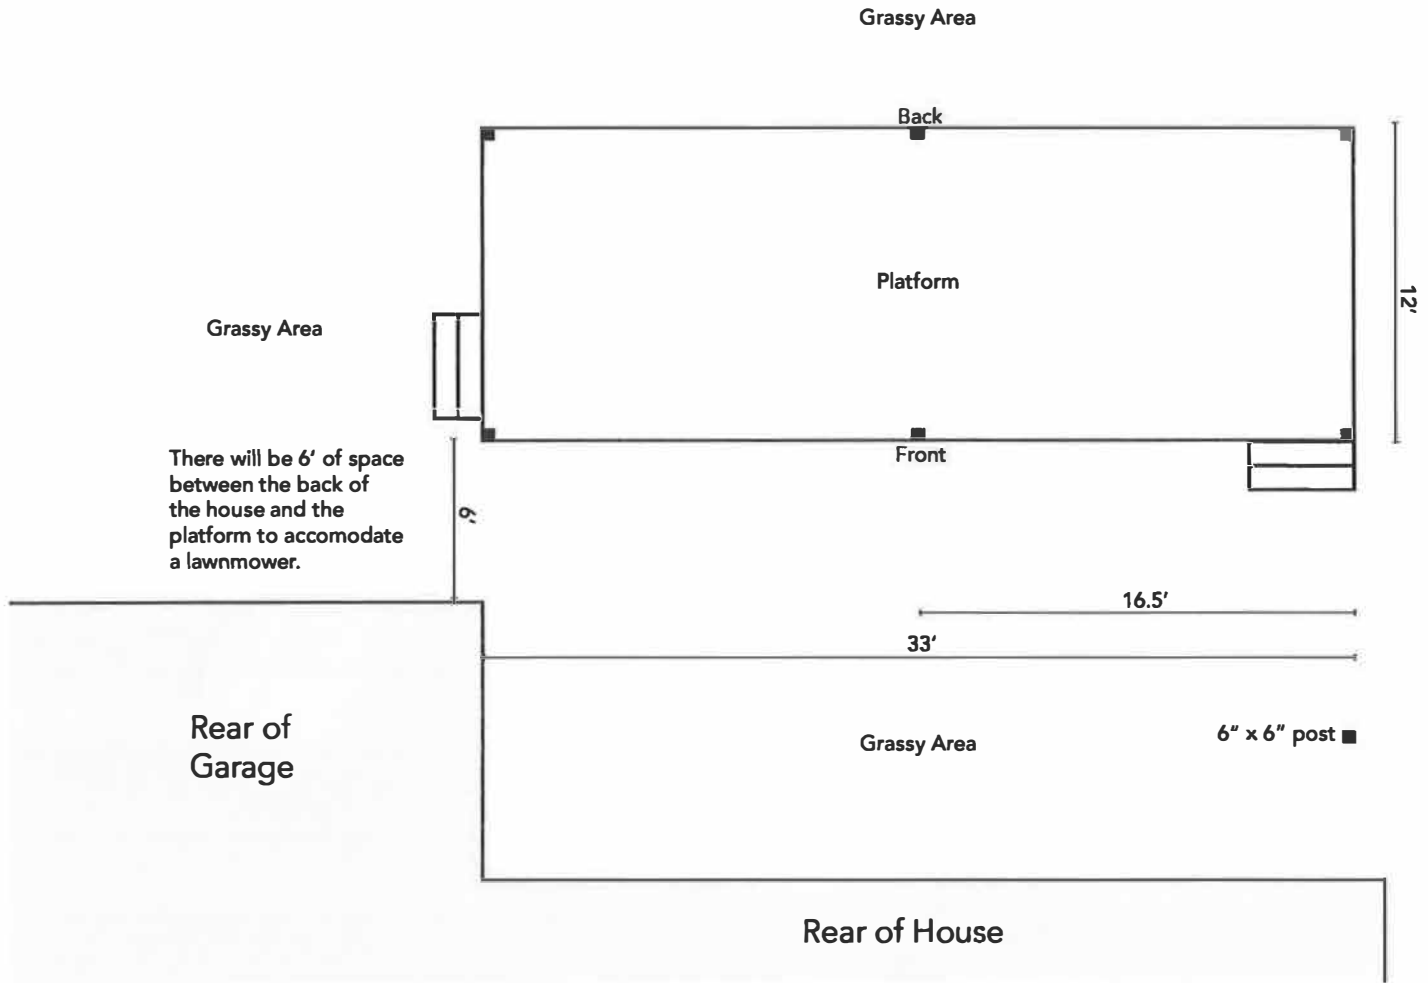 Grassy Area
Back
Platform
12'
Grassy Area
Front
There will be 6' of space
between the back of
the house and the
platform to accomodate
a lawnmower.
6'
16.5'
33'
Rear of
Garage
Grassy Area
6" x 6" post
Rear of House